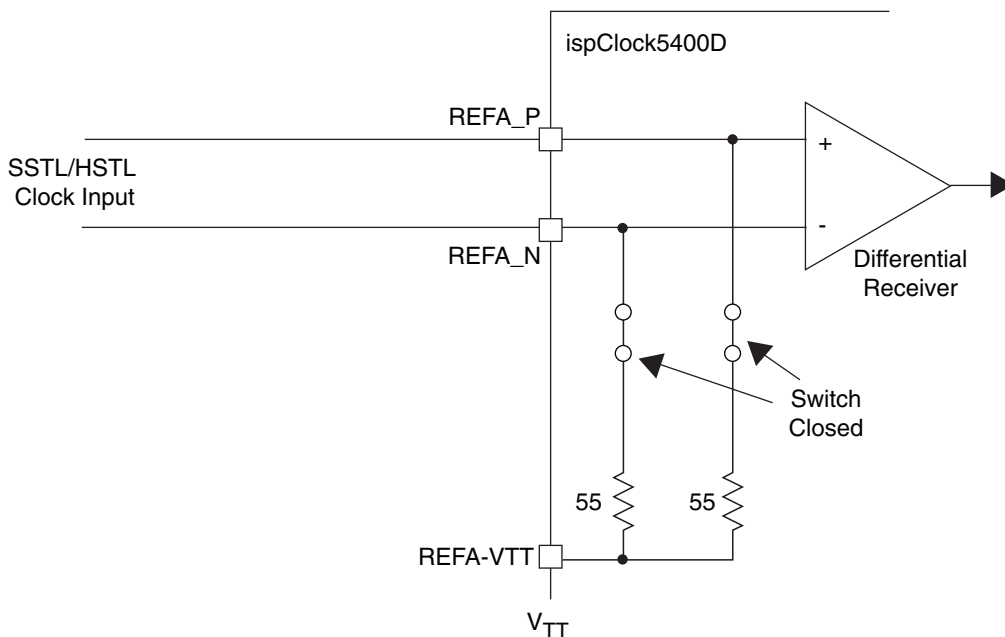 ispClock5400D
REFA_P
+
SSTL/HSTL
Clock Input
-
REFA_N
Differential
Receiver
Switch
Closed
55
55
REFA-VTT
VTT